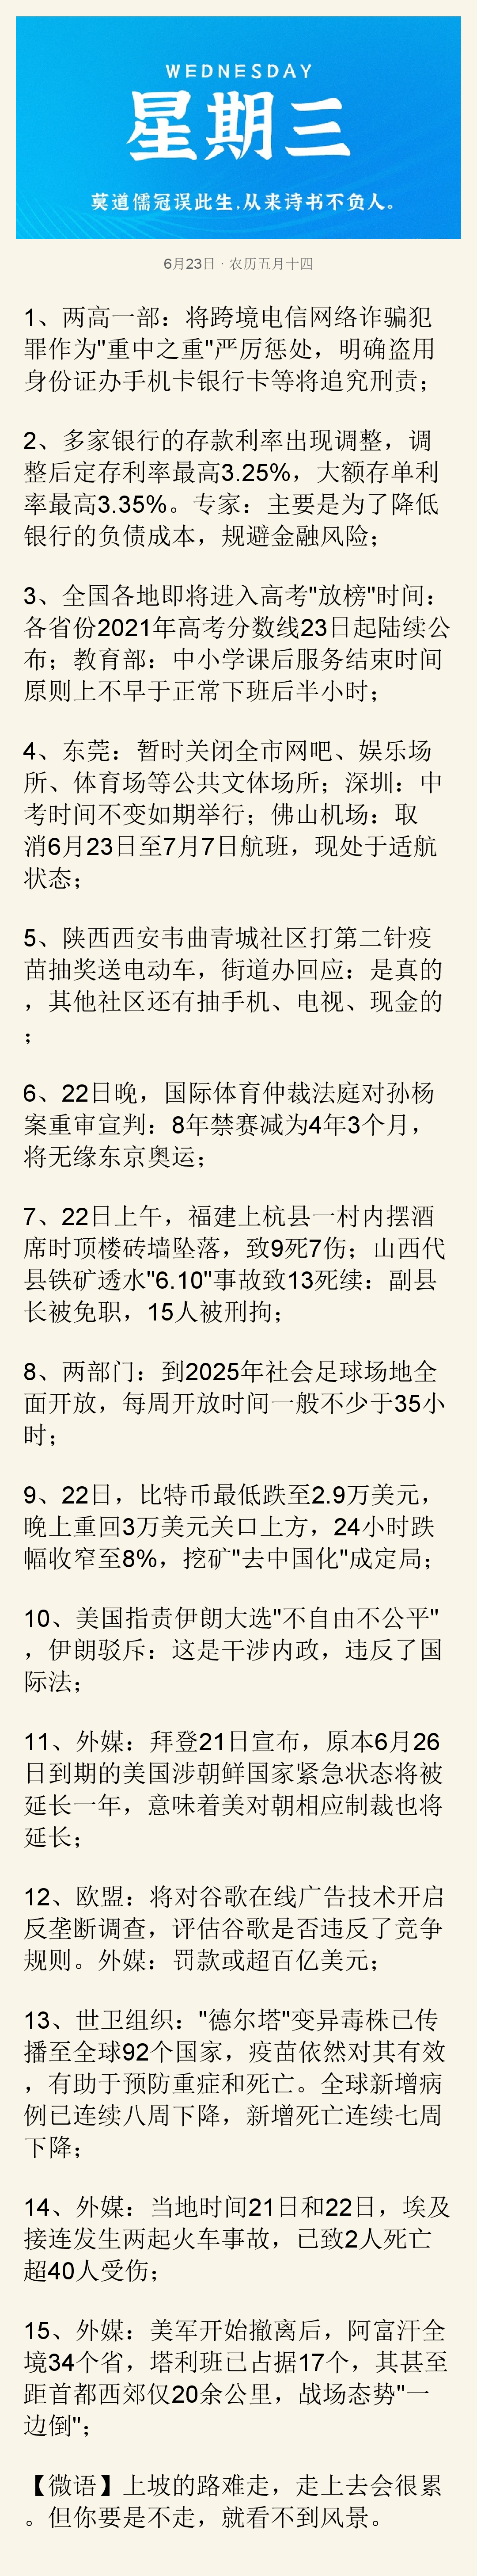 WEDNESDAY
星期三
莫道儒冠误此生,从来诗书不负人。
6月23日 · 农历五月十四
1、两高一部：将跨境电信网络诈骗犯
罪作为"重中之重"严厉惩处，明确盗用
身份证办手机卡银行卡等将追究刑责；
2、多家银行的存款利率出现调整，调
整后定存利率最高3.25%，大额存单利
率最高3.35%。专家：主要是为了降低
银行的负债成本，规避金融风险；
3、全国各地即将进入高考"放榜"时间：
各省份2021年高考分数线23日起陆续公
布；教育部：中小学课后服务结束时间
原则上不早于正常下班后半小时；
4、东莞：暂时关闭全市网吧、娱乐场
所、体育场等公共文体场所；深圳：中
考时间不变如期举行；佛山机场：取
消6月23日至7月7日航班，现处于适航
状态；
5、陕西西安韦曲青城社区打第二针疫
苗抽奖送电动车，街道办回应：是真的
，其他社区还有抽手机、电视、现金的
；
6、22日晚，国际体育仲裁法庭对孙杨
案重审宣判：8年禁赛减为4年3个月，
将无缘东京奥运；
7、22日上午，福建上杭县一村内摆酒
席时顶楼砖墙坠落，致9死7伤；山西代
县铁矿透水"6.10"事故致13死续：副县
长被免职，15人被刑拘；
8、两部门：到2025年社会足球场地全
面开放，每周开放时间一般不少于35小
时；
9、22日，比特币最低跌至2.9万美元，
晚上重回3万美元关口上方，24小时跌
幅收窄至8%，挖矿"去中国化"成定局；
10、美国指责伊朗大选"不自由不公平"
，伊朗驳斥：这是干涉内政，违反了国
际法；
11、外媒：拜登21日宣布，原本6月26
日到期的美国涉朝鲜国家紧急状态将被
延长一年，意味着美对朝相应制裁也将
延长；
12、欧盟：将对谷歌在线广告技术开启
反垄断调查，评估谷歌是否违反了竞争
规则。外媒：罚款或超百亿美元；
13、世卫组织："德尔塔"变异毒株已传
播至全球92个国家，疫苗依然对其有效
，有助于预防重症和死亡。全球新增病
例已连续八周下降，新增死亡连续七周
下降；
14、外媒：当地时间21日和22日，埃及
接连发生两起火车事故，已致2人死亡
超40人受伤；
15、外媒：美军开始撤离后，阿富汗全
境34个省，塔利班已占据17个，其甚至
距首都西郊仅20余公里，战场态势"一
边倒"；
【微语】上坡的路难走，走上去会很累
。但你要是不走，就看不到风景。